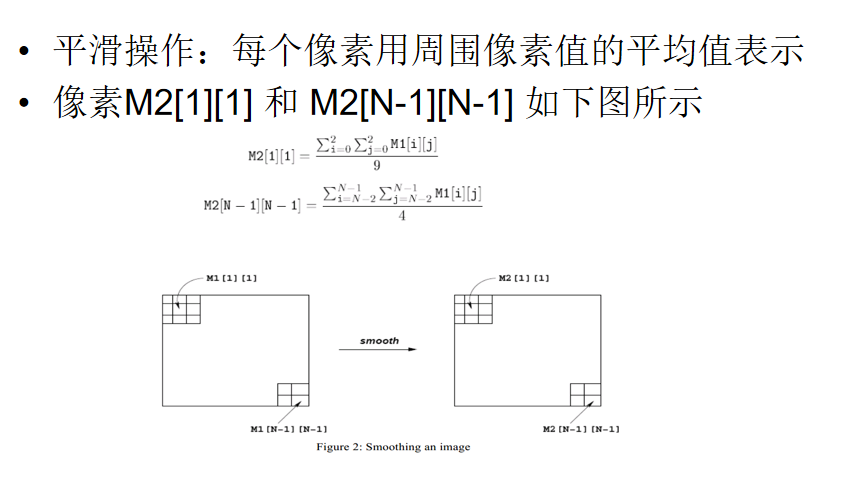 • 平滑操作：每个像素用周围像素值的平均值表示
• 像素M2[1][1] 和 M2[N-1][N-1] 如下图所示
M2[1][1] = \frac{\sum_{i=0}^{2}\sum_{j=0}^{2} M1[i][j]}{9}
M2[N − 1][N − 1] = \frac{\sum_{i=N-2}^{N-1}\sum_{j=N-2}^{N-1} M1[i][j]}{4}
M1[1][1]
M2[1][1]
smooth
M1[N-1][N-1]
M2[N-1][N-1]
Figure 2: Smoothing an image